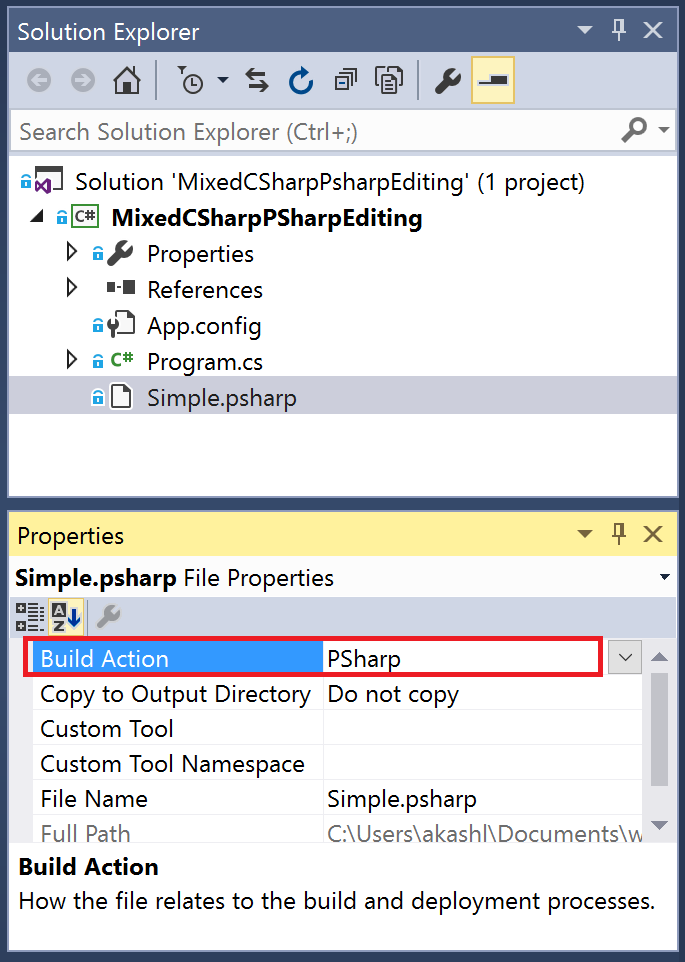 Solution Explorer
Search Solution Explorer (Ctrl+;)
Solution 'MixedCSharpPsharpEditing' (1 project)
C# MixedCSharpPSharpEditing
Properties
References
App.config
C# Program.cs
Simple.psharp
Properties
Simple.psharp File Properties
A
Z
Build Action PSharp
Copy to Output Directory Do not copy
Custom Tool
Custom Tool Namespace
File Name Simple.psharp
Full Path C:\Users\akashl\Documents\w
Build Action
How the file relates to the build and deployment processes.